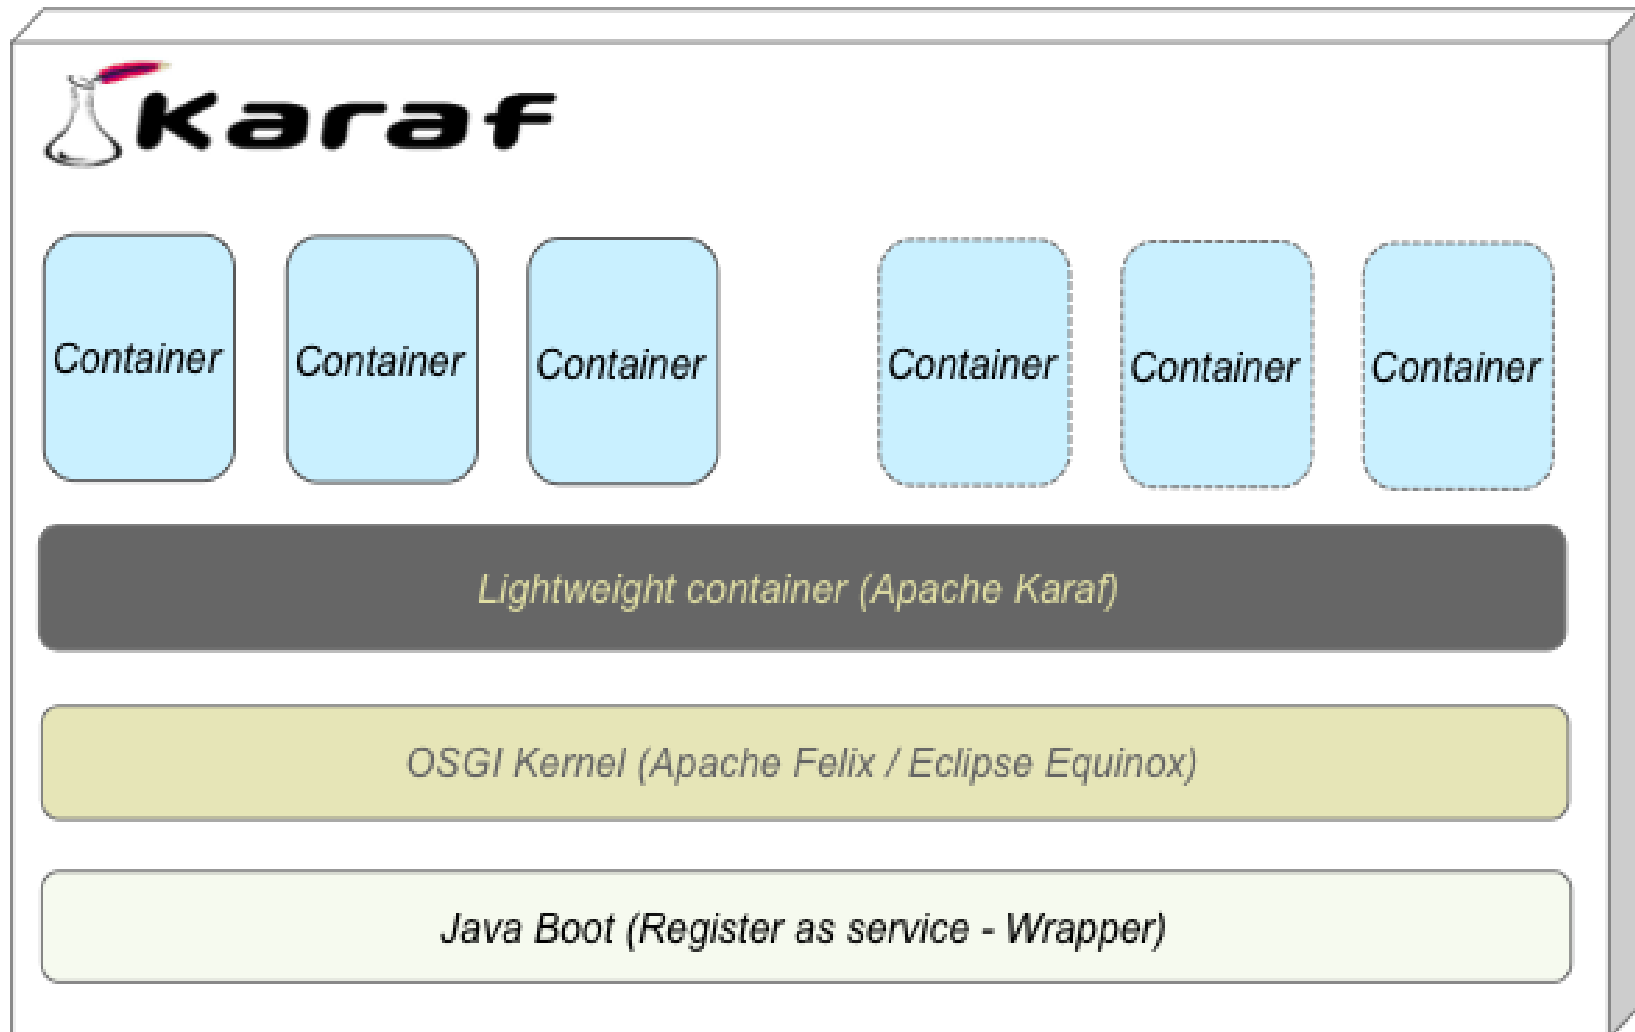 Karaf
Container Container Container Container Container Container
Lightweight container (Apache Karaf)
OSGI Kernel (Apache Felix / Eclipse Equinox)
Java Boot (Register as service - Wrapper)